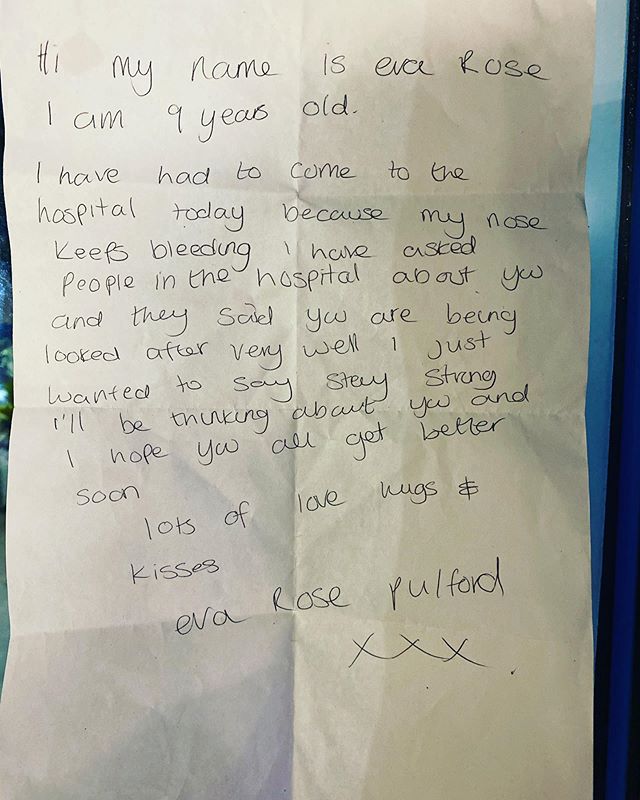 Hi my name is eva Rose
I am 9 years old.
I have had to come to the
hospital today because my nose
keeps bleeding I have asked
people in the hospital about you
and they said you are being
looked after very well I just
wanted to say stay strong
I'll be thinking about you and
I hope you all get better
soon
lots of love hugs &
kisses
eva Rose pulford
xxx.